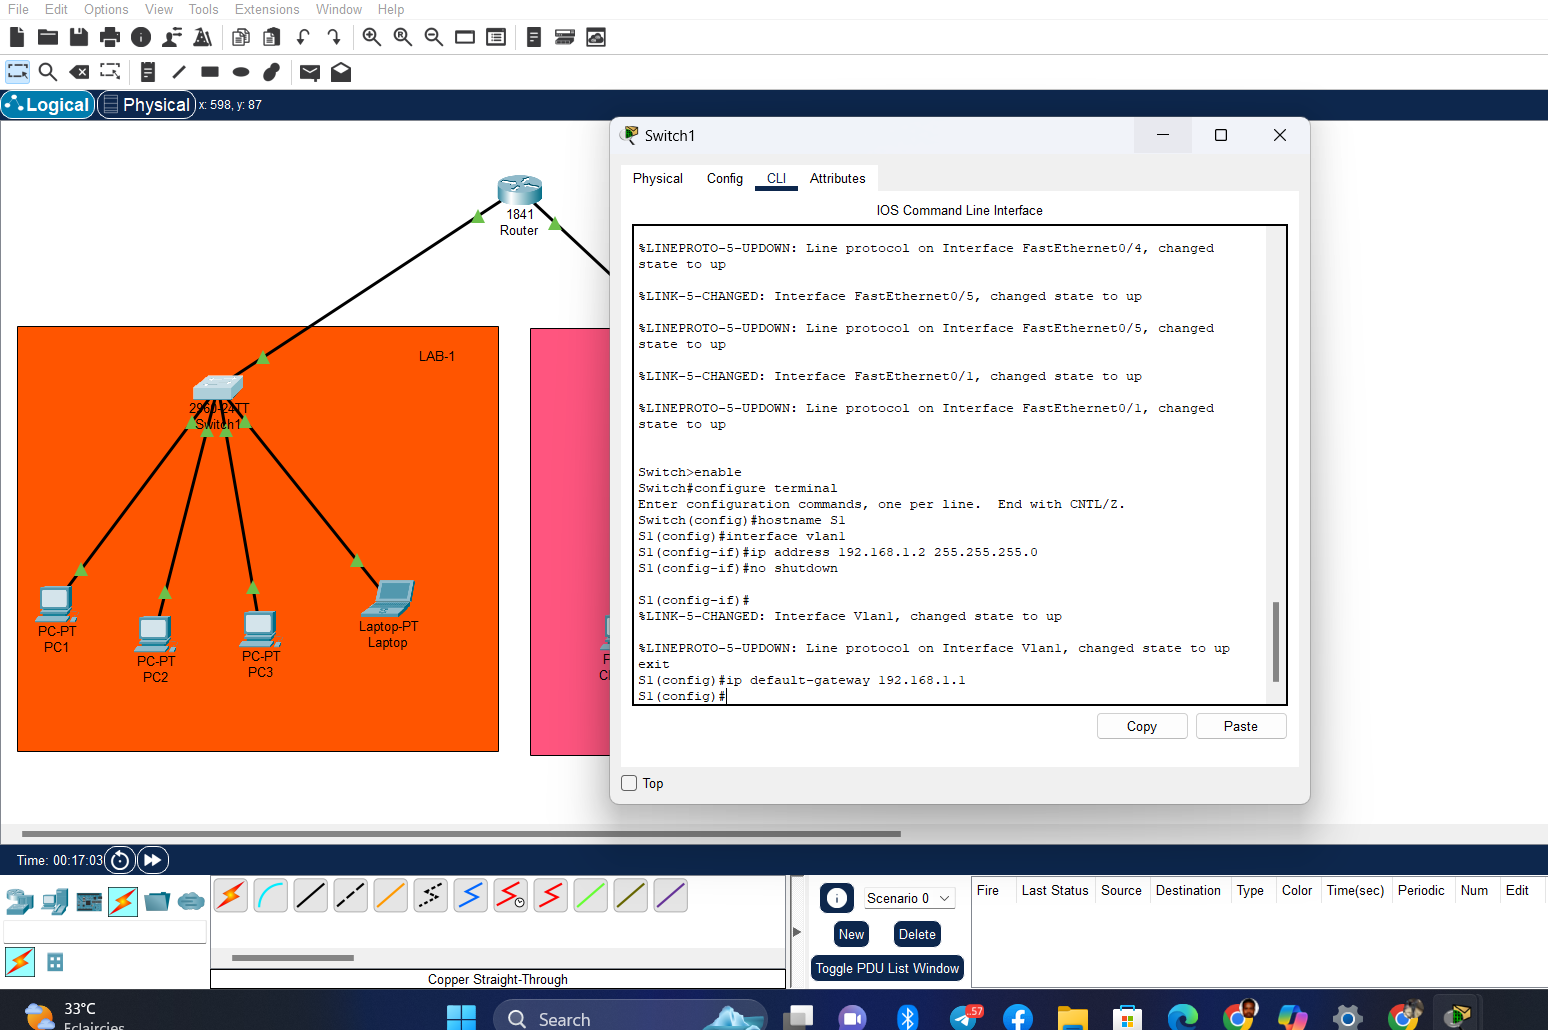 File Edit Options View Tools Extensions Window Help
Logical Physical x: 598, y: 87
1841
Router
LAB-1
2960-24TT
Switch1
PC-PT
PC1
PC-PT
PC2
PC-PT
PC3
Laptop-PT
Laptop
Switch1
Physical Config CLI Attributes
IOS Command Line Interface
%LINEPROTO-5-UPDOWN: Line protocol on Interface FastEthernet0/4, changed
state to up
%LINK-5-CHANGED: Interface FastEthernet0/5, changed state to up
%LINEPROTO-5-UPDOWN: Line protocol on Interface FastEthernet0/5, changed
state to up
%LINK-5-CHANGED: Interface FastEthernet0/1, changed state to up
%LINEPROTO-5-UPDOWN: Line protocol on Interface FastEthernet0/1, changed
state to up
Switch>enable
Switch#configure terminal
Enter configuration commands, one per line.  End with CNTL/Z.
Switch(config)#hostname S1
S1(config)#interface vlan1
S1(config-if)#ip address 192.168.1.2 255.255.255.0
S1(config-if)#no shutdown
S1(config-if)#
%LINK-5-CHANGED: Interface Vlan1, changed state to up
%LINEPROTO-5-UPDOWN: Line protocol on Interface Vlan1, changed state to up
exit
S1(config)#ip default-gateway 192.168.1.1
S1(config)#
Copy Paste
Top
Time: 00:17:03
Scenario 0
New Delete
Toggle PDU List Window
Fire Last Status Source Destination Type Color Time(sec) Periodic Num Edit
Copper Straight-Through
33°C
Eclaircies
Search
..57